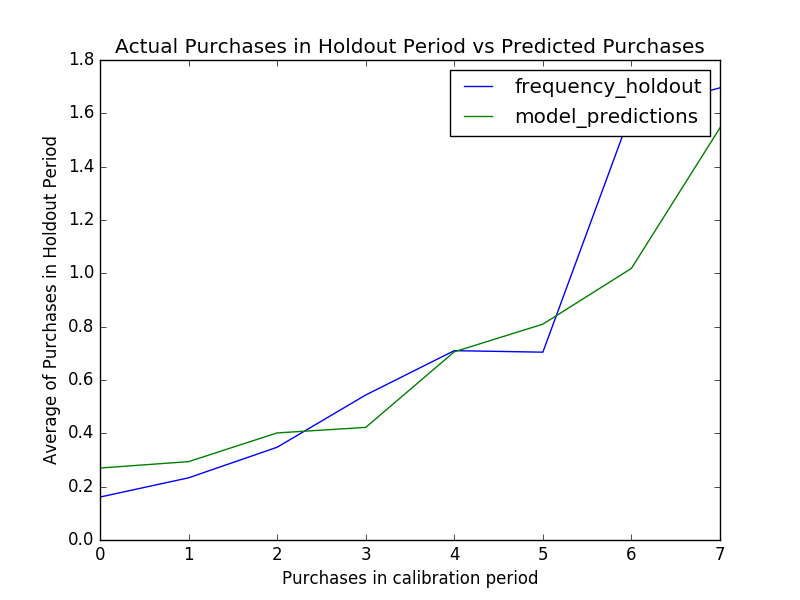 Actual Purchases in Holdout Period vs Predicted Purchases
frequency_holdout
model_predictions
Average of Purchases in Holdout Period
1.8
1.6
1.4
1.2
1.0
0.8
0.6
0.4
0.2
0.0
0 1 2 3 4 5 6 7
Purchases in calibration period